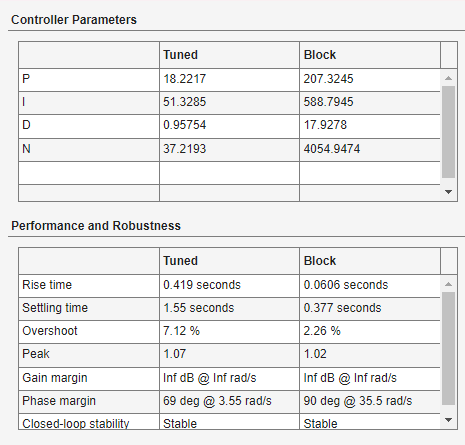 Controller Parameters
Tuned Block
P 18.2217 207.3245
I 51.3285 588.7945
D 0.95754 17.9278
N 37.2193 4054.9474
Performance and Robustness
Tuned Block
Rise time 0.419 seconds 0.0606 seconds
Settling time 1.55 seconds 0.377 seconds
Overshoot 7.12 % 2.26 %
Peak 1.07 1.02
Gain margin Inf dB @ Inf rad/s Inf dB @ Inf rad/s
Phase margin 69 deg @ 3.55 rad/s 90 deg @ 35.5 rad/s
Closed-loop stability Stable Stable